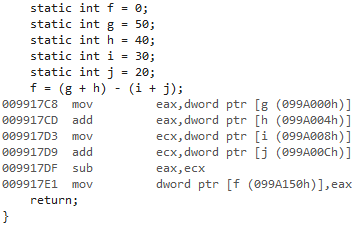 static int f = 0;
static int g = 50;
static int h = 40;
static int i = 30;
static int j = 20;
f = (g + h) - (i + j);
009917C8 mov eax,dword ptr [g (099A000h)]
009917CD add eax,dword ptr [h (099A004h)]
009917D3 mov ecx,dword ptr [i (099A008h)]
009917D9 add ecx,dword ptr [j (099A00Ch)]
009917DF sub eax,ecx
009917E1 mov dword ptr [f (099A150h)],eax
return;
}